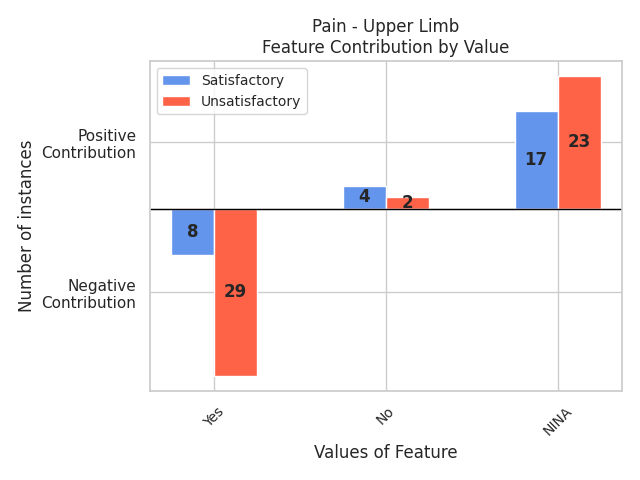 Pain - Upper Limb
Feature Contribution by Value
Satisfactory
Unsatisfactory
Positive
Contribution
Negative
Contribution
Number of instances
8
29
4
2
17
23
Yes
No
NINA
Values of Feature